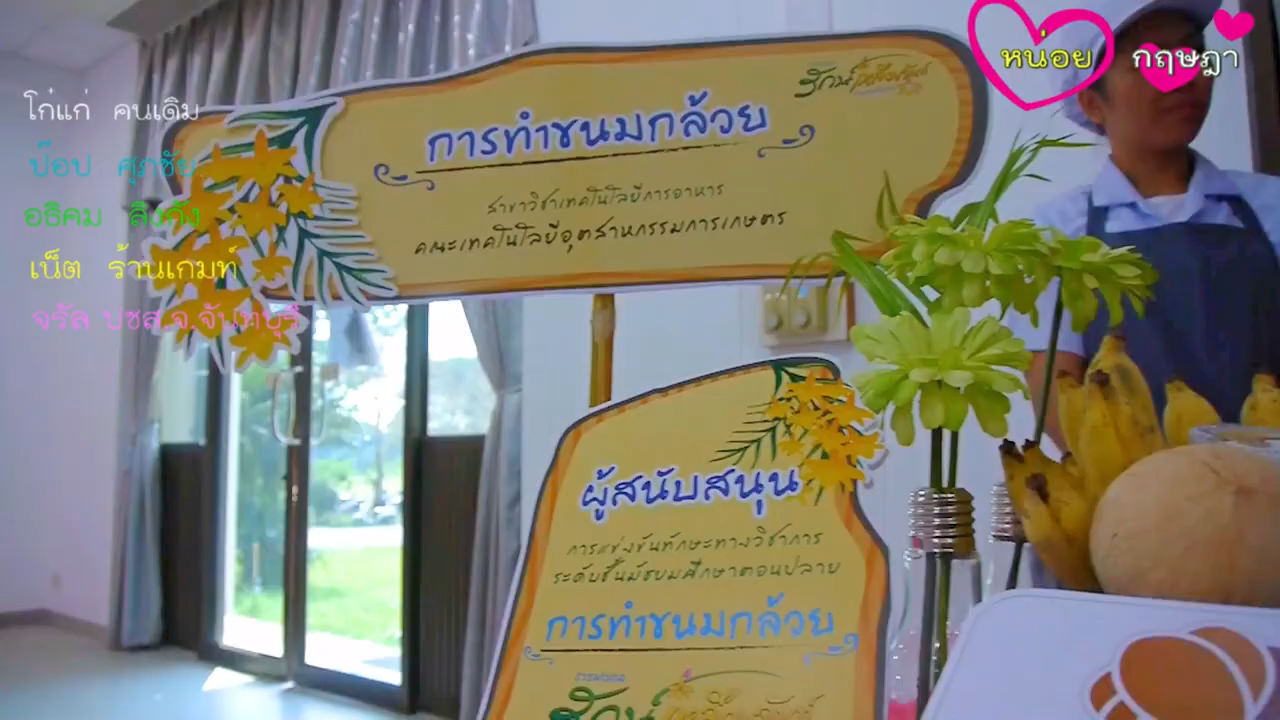 หน่อย กฤษฎา
โก๋แก่ คนเดิม
ป๊อป ศุภชัย
อธิคม ลิงกัง
เน็ต ร้านเกมท์
จรัล ปชส.จ.จันทบุรี
การทำขนมกล้วย
สาขาวิชาเทคโนโลยีการอาหาร
คณะเทคโนโลยีอุตสาหกรรมการเกษตร
ผู้สนับสนุน
การแข่งขันทักษะทางวิชาการ
ระดับชั้นมัธยมศึกษาตอนปลาย
การทำขนมกล้วย